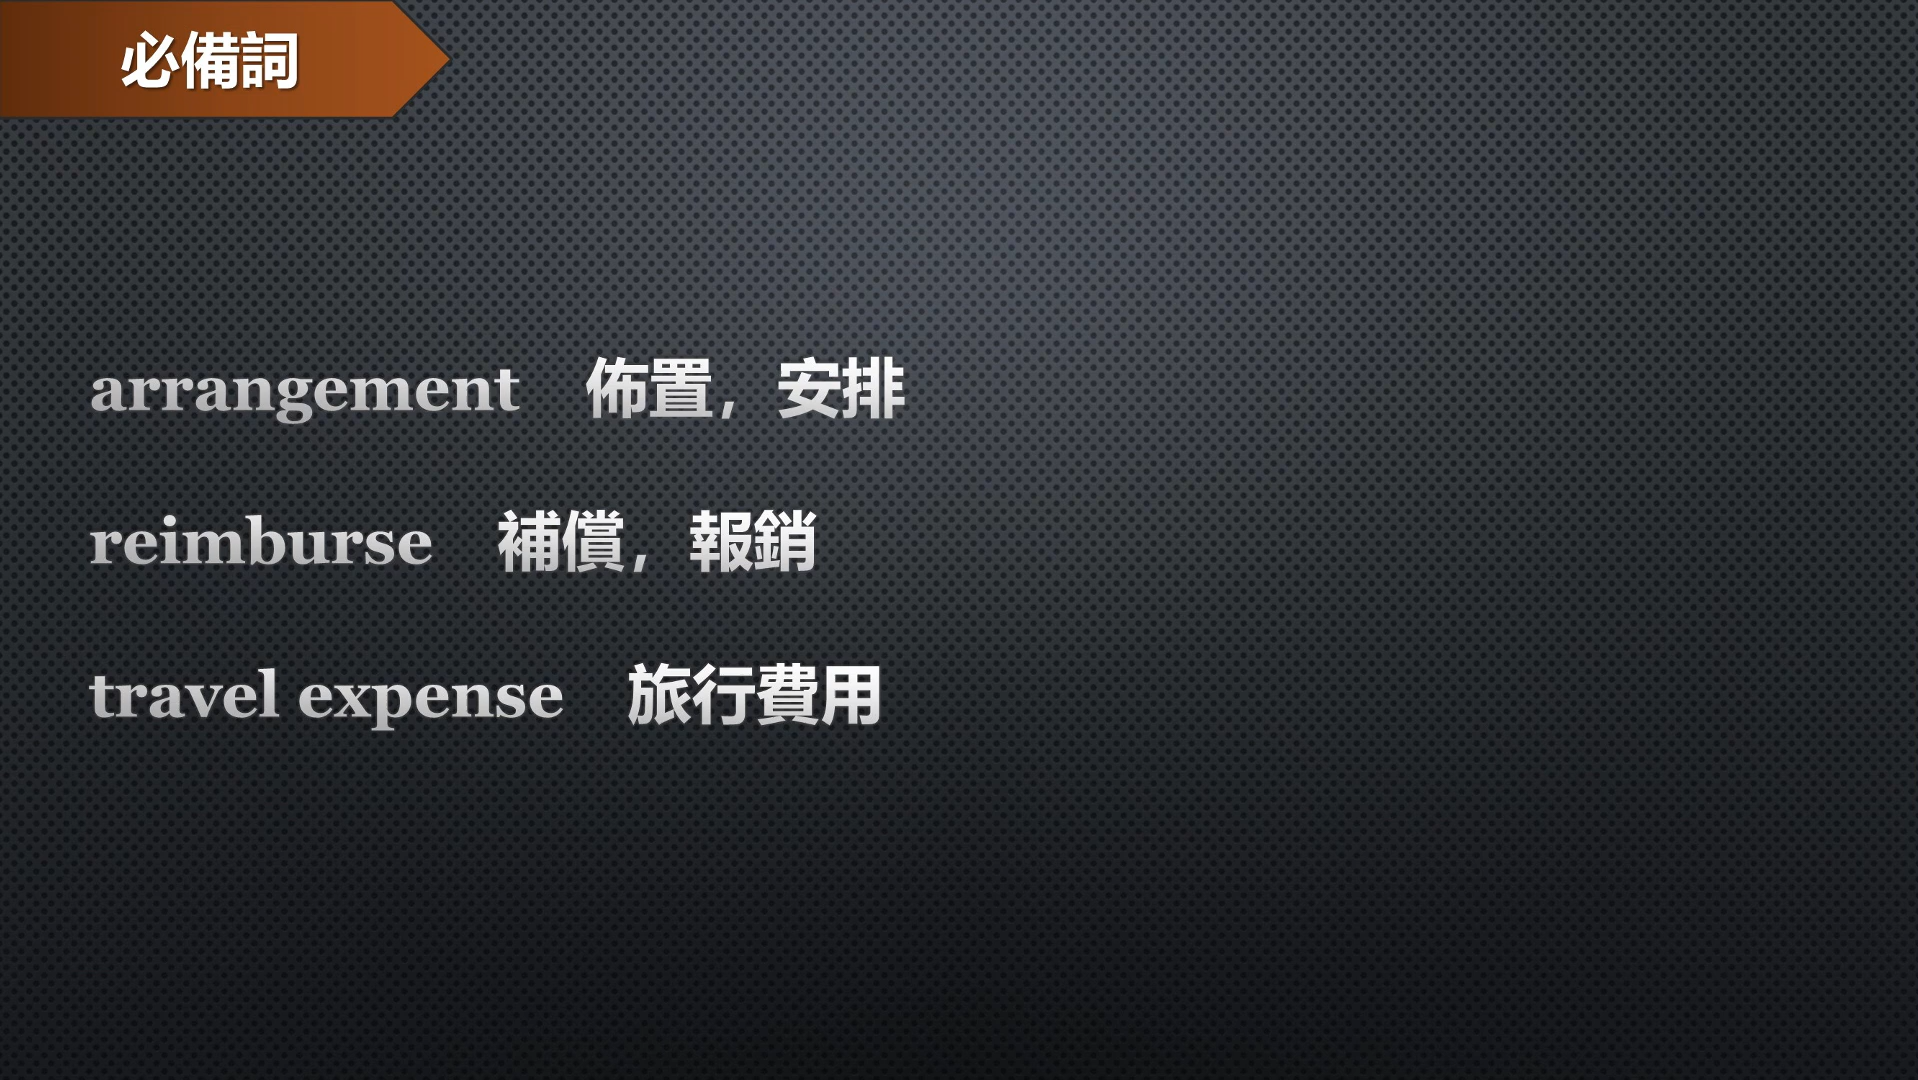 必備詞
arrangement 佈置，安排
reimburse 補償，報銷
travel expense 旅行費用